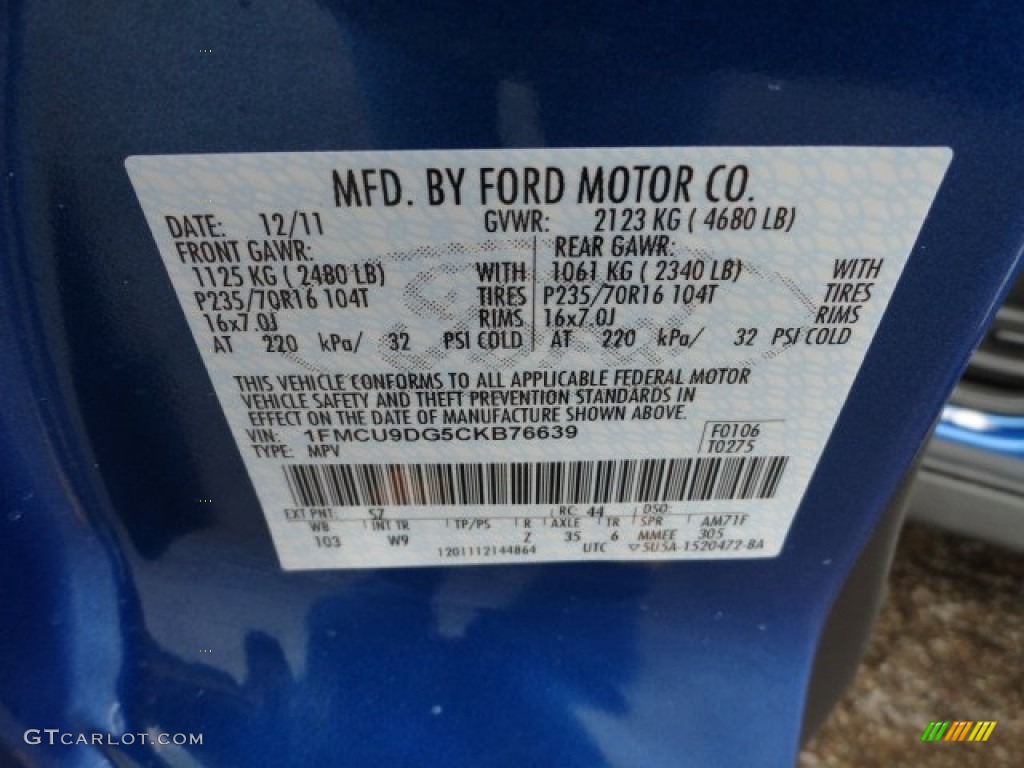 MFD. BY FORD MOTOR CO.
DATE: 12/11 GVWR: 2123 KG ( 4680 LB)
FRONT GAWR: REAR GAWR:
1125 KG ( 2480 LB) WITH 1061 KG ( 2340 LB) WITH
P235/70R16 104T TIRES P235/70R16 104T TIRES
16x7.0J RIMS 16x7.0J RIMS
AT 220 kPa/ 32 PSI COLD AT 220 kPa/ 32 PSI COLD
THIS VEHICLE CONFORMS TO ALL APPLICABLE FEDERAL MOTOR
VEHICLE SAFETY AND THEFT PREVENTION STANDARDS IN
EFFECT ON THE DATE OF MANUFACTURE SHOWN ABOVE.
VIN: 1FMCU9DG5CKB76639 F0106
TYPE: MPV T0275
EXT PNT: SZ RC: 44 DSO:
WB INT TR TP/PS R AXLE TR SPR AM71F
103 W9 Z 35 6 MMEE 305
1201112144864 UTC 5U5A-1520472-BA
GTCARLOT.COM